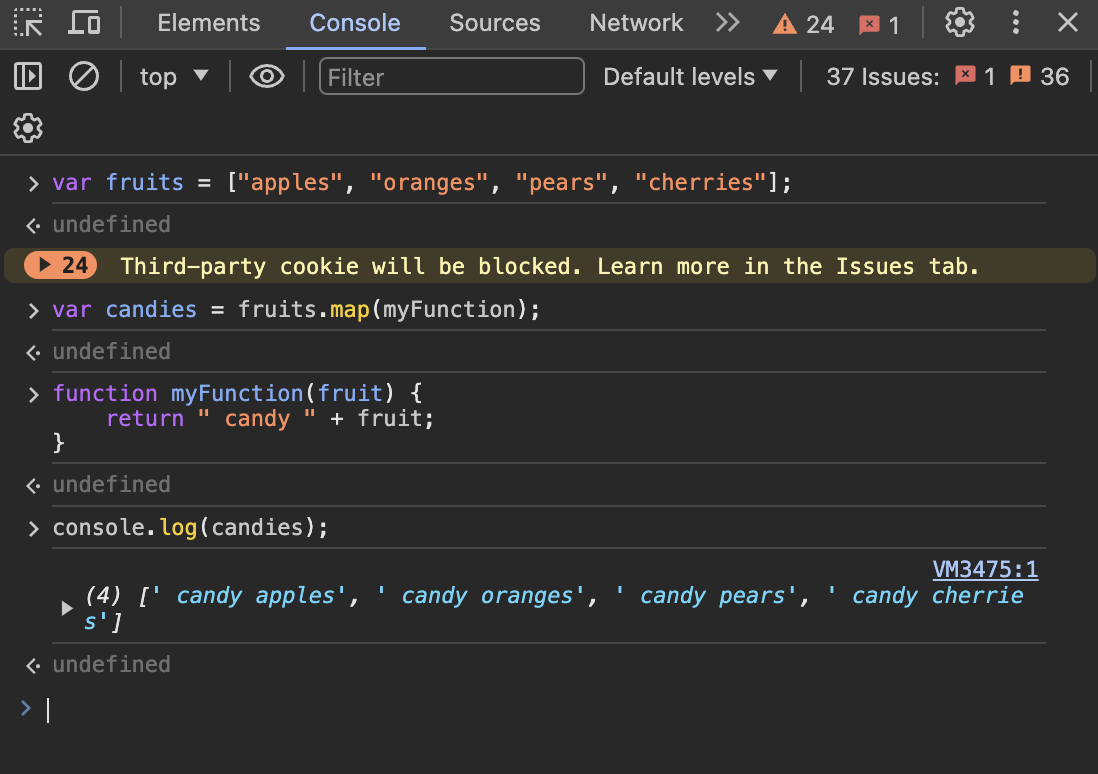 Elements Console Sources Network 24 1
top Filter Default levels 37 Issues: 1 36
var fruits = ["apples", "oranges", "pears", "cherries"];
undefined
24 Third-party cookie will be blocked. Learn more in the Issues tab.
var candies = fruits.map(myFunction);
undefined
function myFunction(fruit) {
    return " candy " + fruit;
}
undefined
console.log(candies);
VM3475:1
(4) [' candy apples', ' candy oranges', ' candy pears', ' candy cherrie
s']
undefined